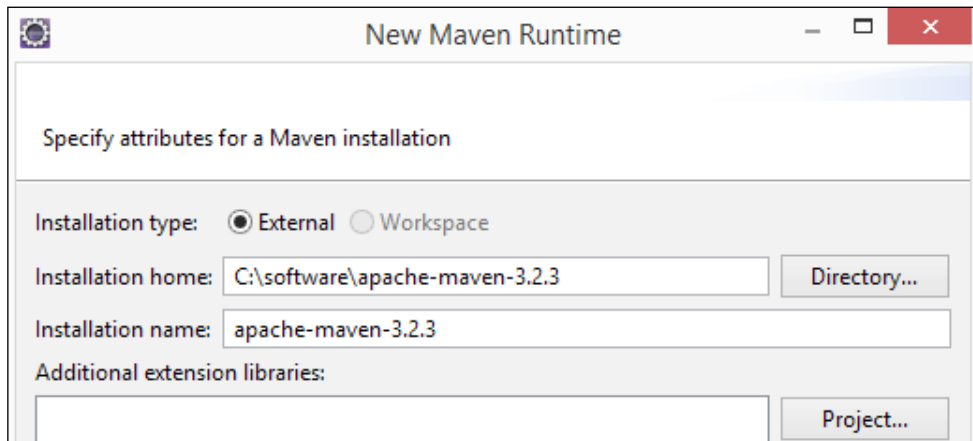 New Maven Runtime
Specify attributes for a Maven installation
Installation type: External Workspace
Installation home: C:\software\apache-maven-3.2.3 Directory...
Installation name: apache-maven-3.2.3
Additional extension libraries:
Project...